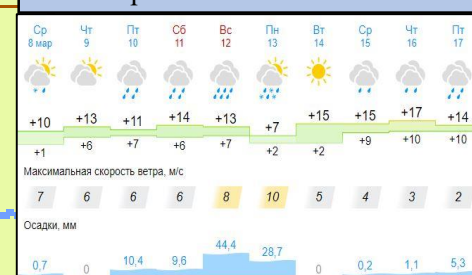 Ср Чт Пт Сб Вс Пн Вт Ср Чт Пт
8 мар 9 10 11 12 13 14 15 16 17
+10 +13 +11 +14 +13 +7 +15 +15 +17 +14
+1 +6 +7 +6 +7 +2 +2 +9 +10 +10
Максимальная скорость ветра, м/с
7 6 6 6 8 10 5 4 3 2
Осадки, мм
0,7 0 10,4 9,6 44,4 28,7 0 0,2 1,1 5,3